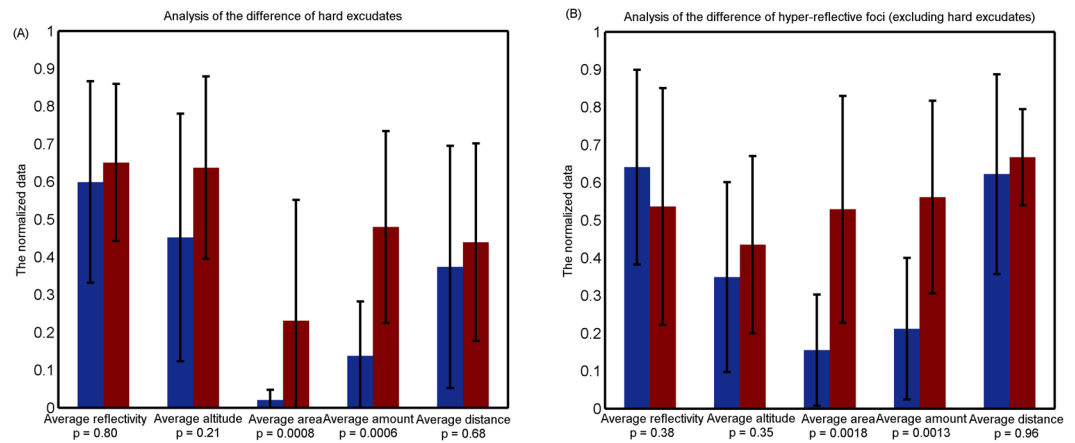 Analysis of the difference of hard excudates
(A)
The normalized data
1
0.9
0.8
0.7
0.6
0.5
0.4
0.3
0.2
0.1
0
Average reflectivity
p = 0.80
Average altitude
p = 0.21
Average area
p = 0.0008
Average amount
p = 0.0006
Average distance
p = 0.68
(B)
Analysis of the difference of hyper-reflective foci (excluding hard excudates)
The normalized data
1
0.9
0.8
0.7
0.6
0.5
0.4
0.3
0.2
0.1
0
Average reflectivity
p = 0.38
Average altitude
p = 0.35
Average area
p = 0.0018
Average amount
p = 0.0013
Average distance
p = 0.96